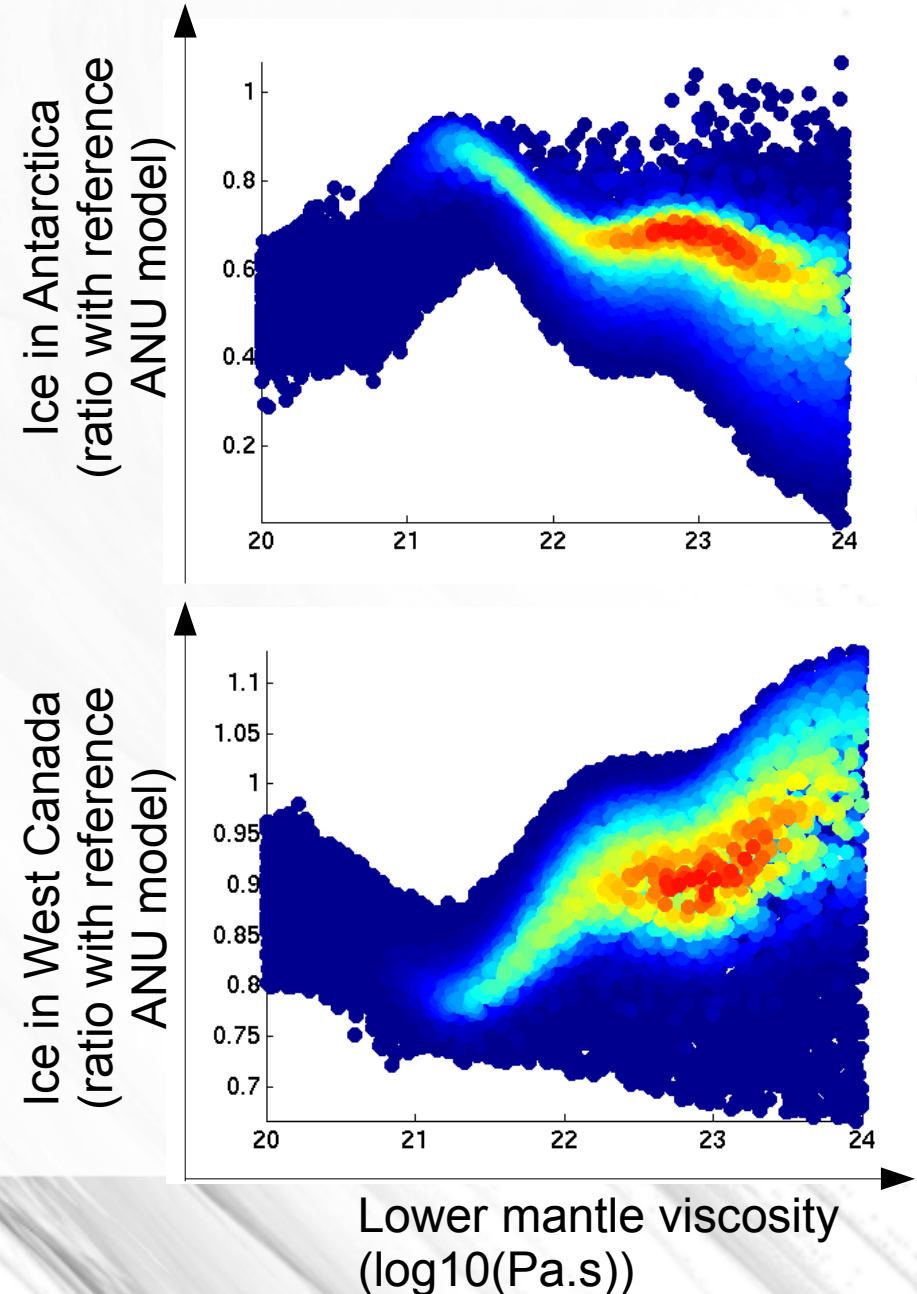 Ice in Antarctica
(ratio with reference
ANU model)
1
0.8
0.6
0.4
0.2
20 21 22 23 24
Ice in West Canada
(ratio with reference
ANU model)
1.1
1.05
1
0.95
0.9
0.85
0.8
0.75
0.7
20 21 22 23 24
Lower mantle viscosity
(log10(Pa.s))